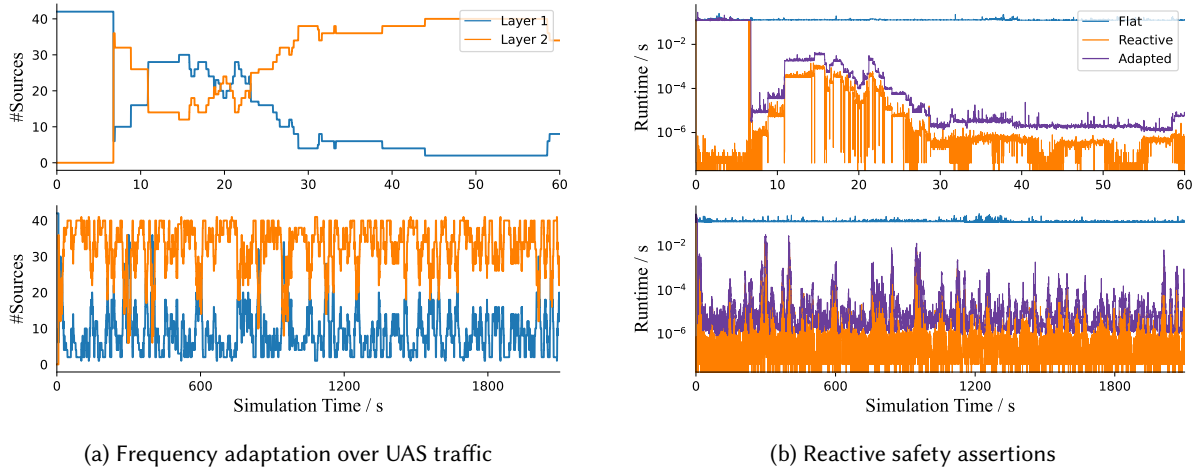 #Sources
40
30
20
10
0
0
10
20
30
40
50
60
Layer 1
Layer 2
Runtime / s
10⁻²
10⁻⁴
10⁻⁶
0
10
20
30
40
50
60
Flat
Reactive
Adapted
#Sources
40
30
20
10
0
0
600
1200
1800
Simulation Time / s
Runtime / s
10⁻²
10⁻⁴
10⁻⁶
0
600
1200
1800
Simulation Time / s
(a) Frequency adaptation over UAS traffic
(b) Reactive safety assertions